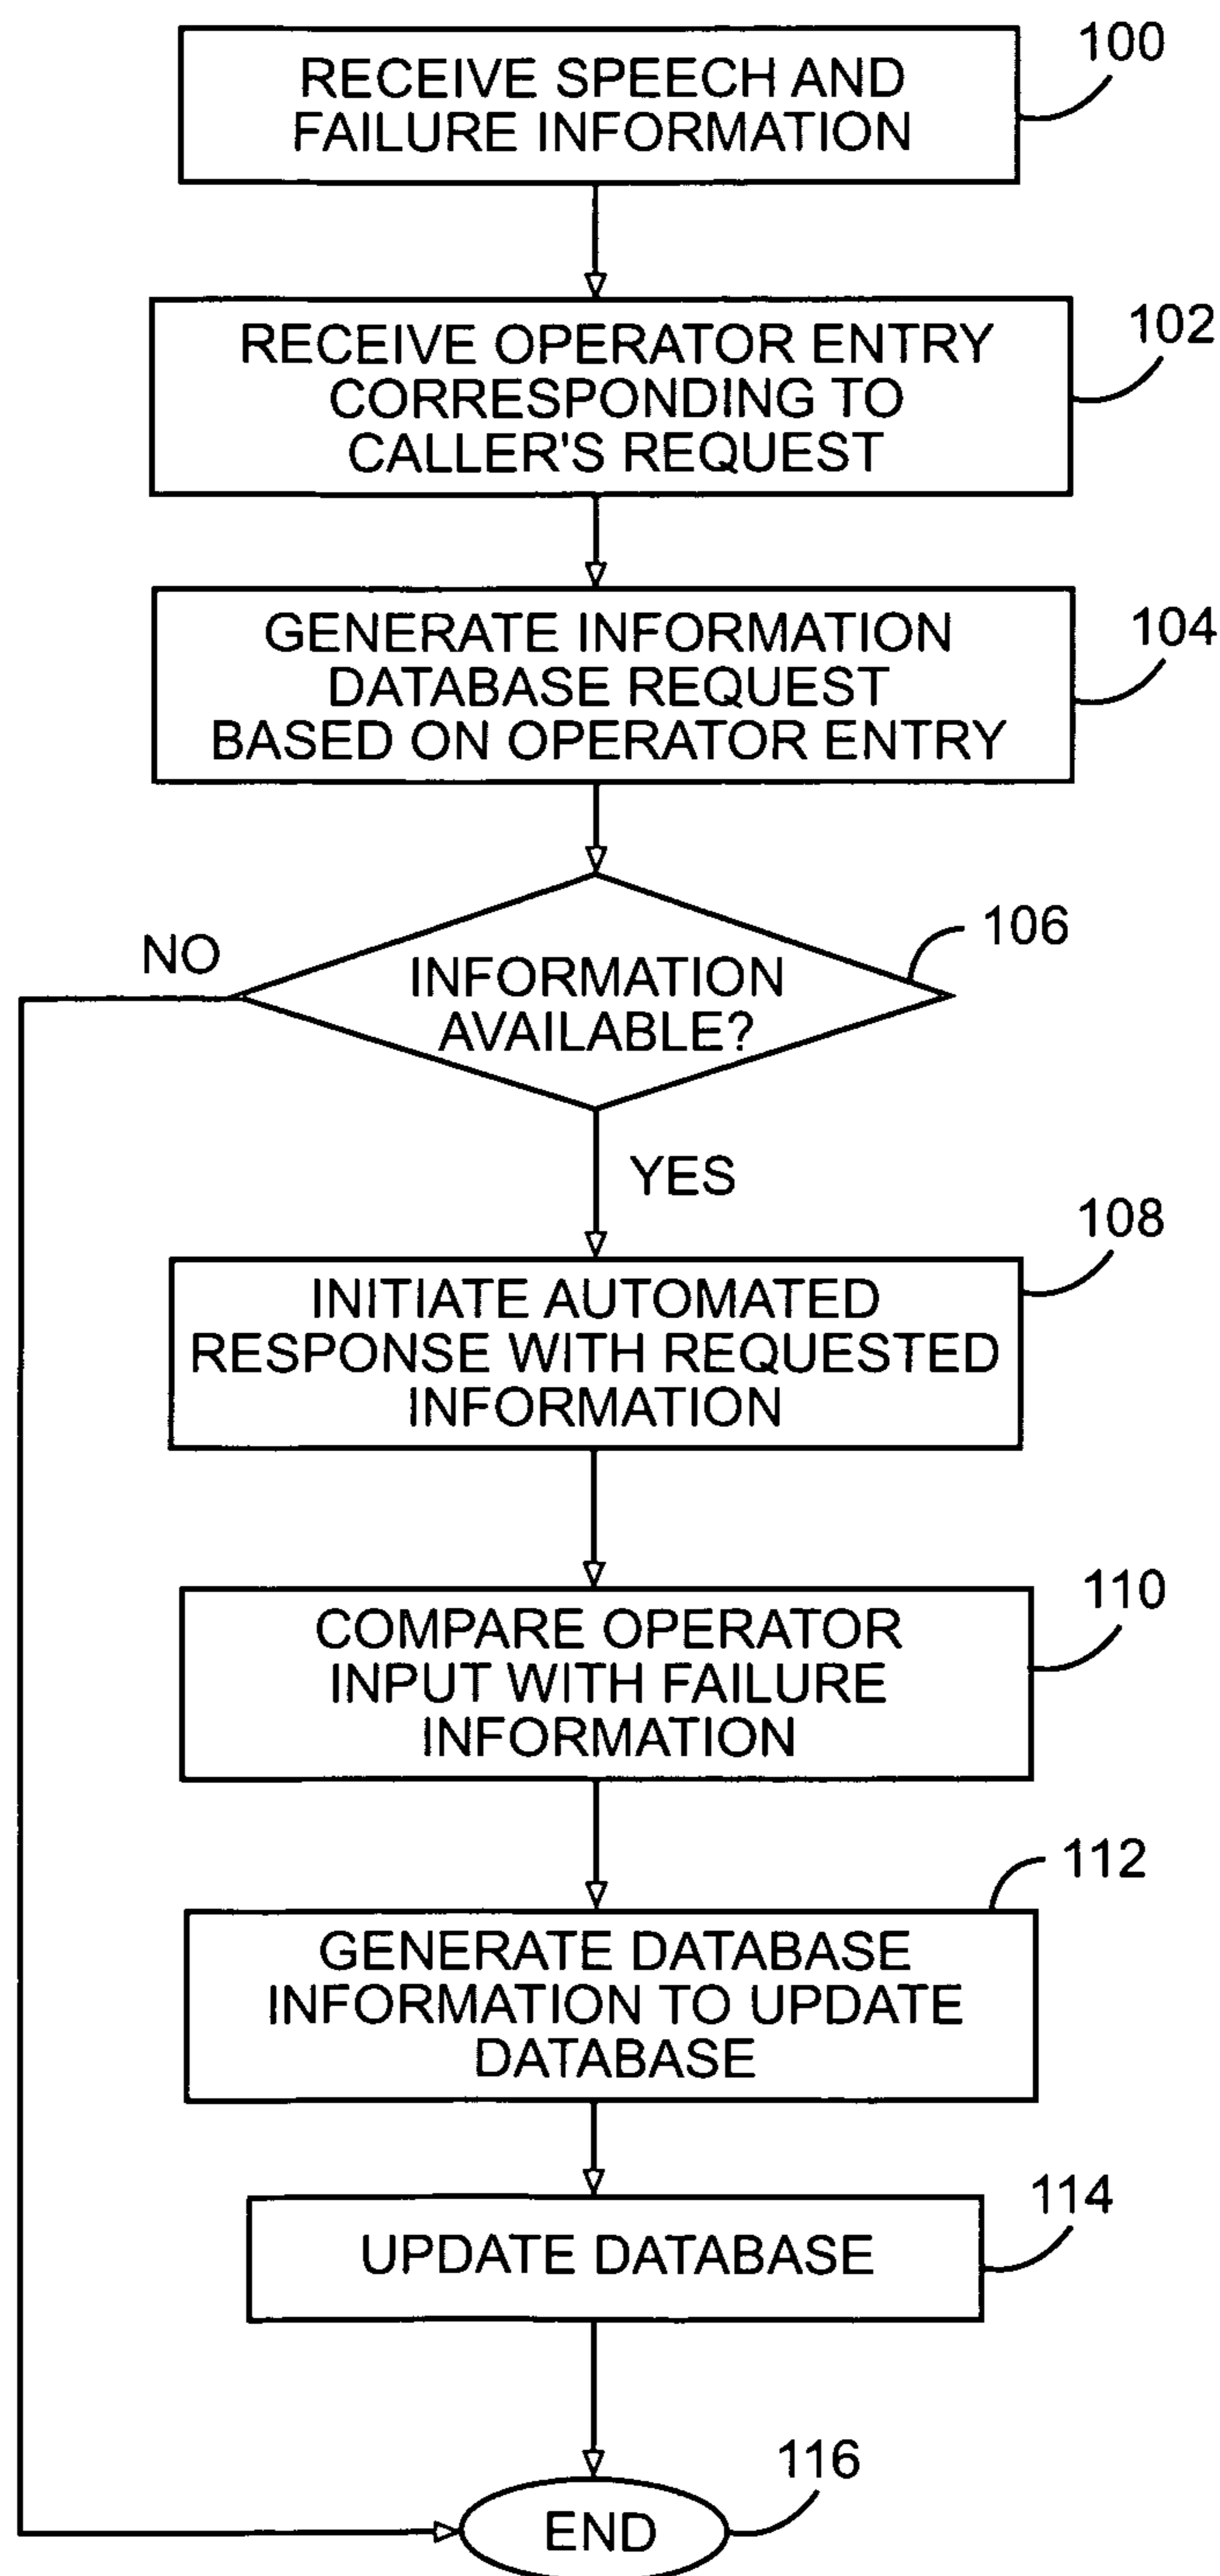 100
RECEIVE SPEECH AND
FAILURE INFORMATION
102
RECEIVE OPERATOR ENTRY
CORRESPONDING TO
CALLER'S REQUEST
104
GENERATE INFORMATION
DATABASE REQUEST
BASED ON OPERATOR ENTRY
106
NO
INFORMATION
AVAILABLE?
YES
108
INITIATE AUTOMATED
RESPONSE WITH REQUESTED
INFORMATION
110
COMPARE OPERATOR
INPUT WITH FAILURE
INFORMATION
112
GENERATE DATABASE
INFORMATION TO UPDATE
DATABASE
114
UPDATE DATABASE
116
END